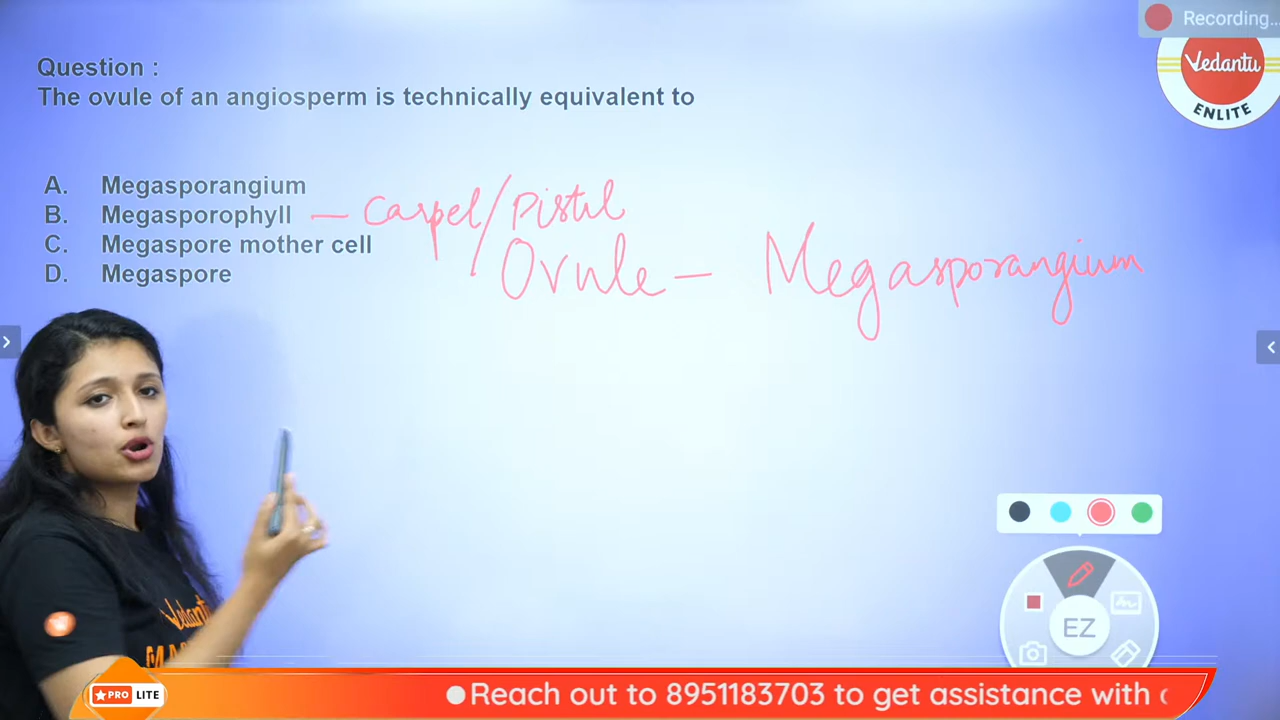 Recording...
Vedantu
ENLITE
Question :
The ovule of an angiosperm is technically equivalent to
A. Megasporangium
B. Megasporophyll — Carpel/Pistil
C. Megaspore mother cell
D. Megaspore
Ovule — Megasporangium
EZ
Vedantu
PRO LITE
Reach out to 8951183703 to get assistance with